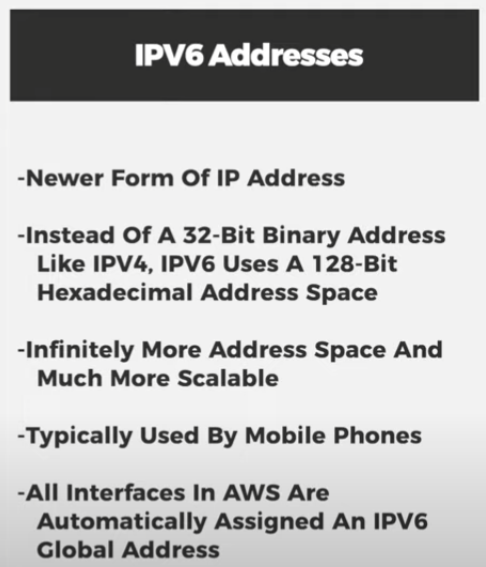 IPV6 Addresses
-Newer Form Of IP Address
-Instead Of A 32-Bit Binary Address
Like IPV4, IPV6 Uses A 128-Bit
Hexadecimal Address Space
-Infinitely More Address Space And
Much More Scalable
-Typically Used By Mobile Phones
-All Interfaces In AWS Are
Automatically Assigned An IPV6
Global Address